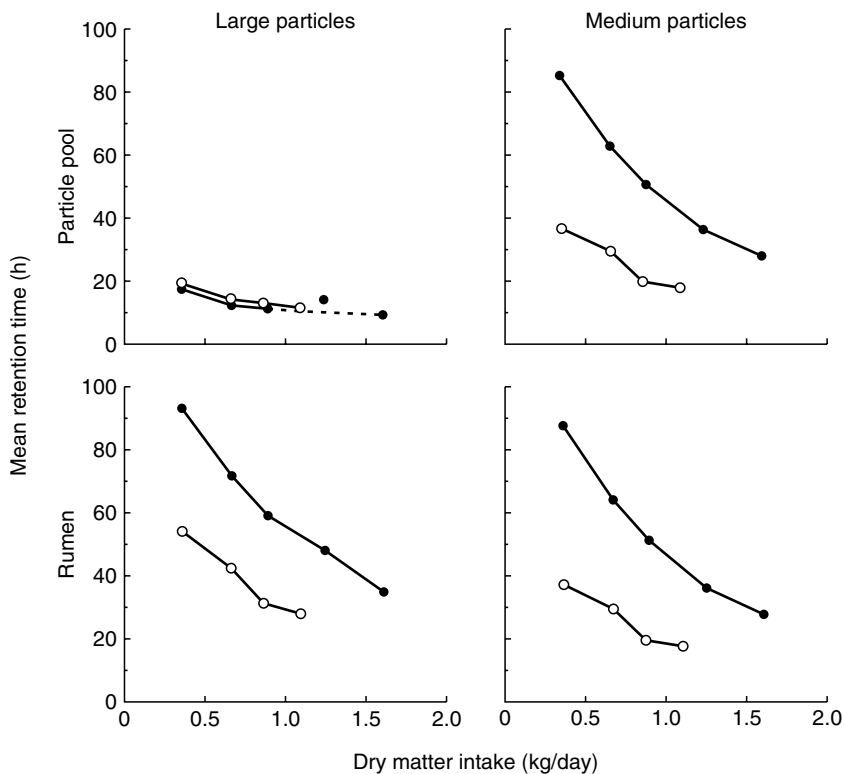 Large particles
Medium particles
Mean retention time (h)
Particle pool
100
80
60
40
20
0
Rumen
100
80
60
40
20
0
0 0.5 1.0 1.5 2.0
0 0.5 1.0 1.5 2.0
Dry matter intake (kg/day)